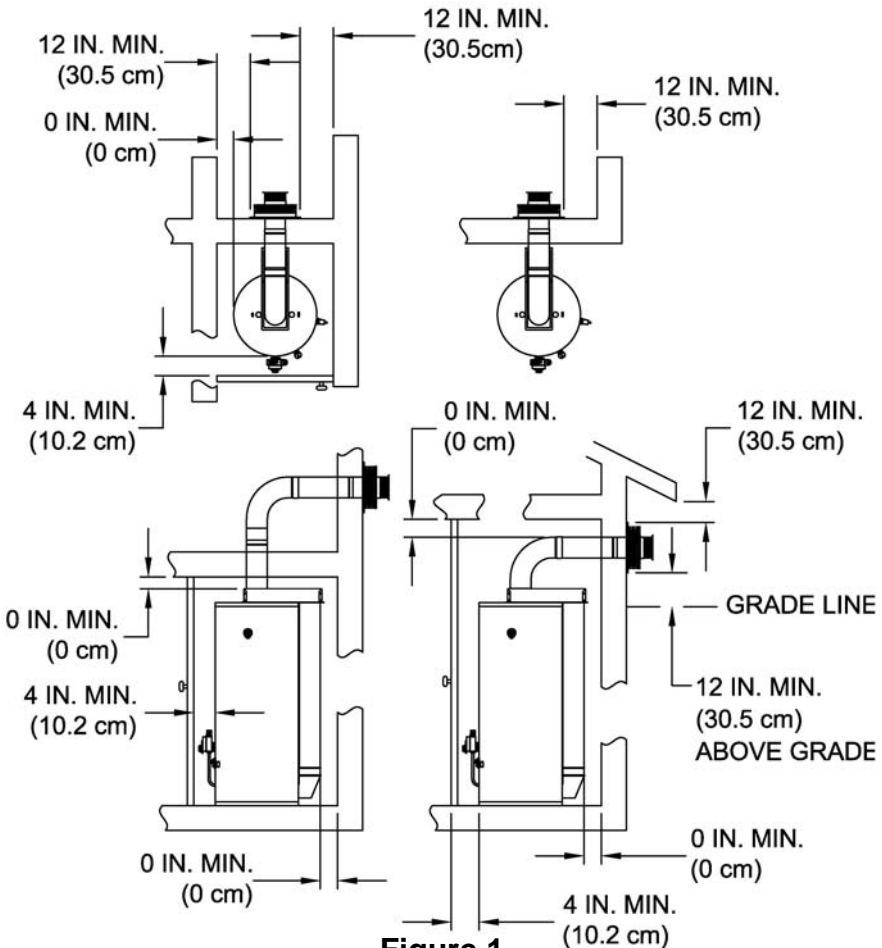 12 IN. MIN.
(30.5 cm)
12 IN. MIN.
(30.5cm)
0 IN. MIN.
(0 cm)
12 IN. MIN.
(30.5 cm)
4 IN. MIN.
(10.2 cm)
0 IN. MIN.
(0 cm)
12 IN. MIN.
(30.5 cm)
GRADE LINE
0 IN. MIN.
(0 cm)
4 IN. MIN.
(10.2 cm)
12 IN. MIN.
(30.5 cm)
ABOVE GRADE
0 IN. MIN.
(0 cm)
0 IN. MIN.
(0 cm)
4 IN. MIN.
(10.2 cm)
Figure 1